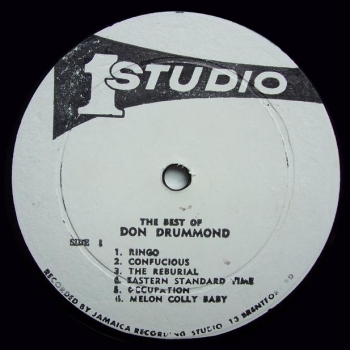 1 STUDIO
THE BEST OF
DON DRUMMOND
SIDE 1
1. RINGO
2. CONFUCIOUS
3. THE REBURIAL
4. EASTERN STANDARD TIME
5. OCCUPATION
6. MELON COLLY BABY
RECORDED BY JAMAICA RECORDING STUDIO 13 BRENTFORD RD